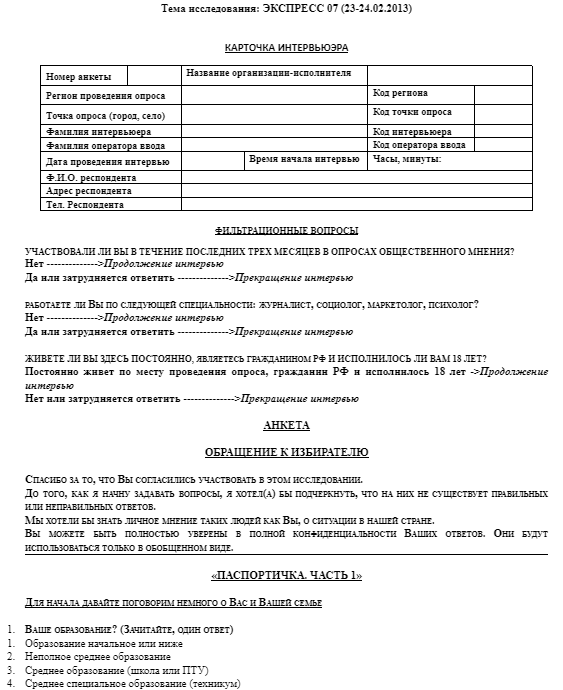 Тема исследования: ЭКСПРЕСС 07 (23-24.02.2013)
КАРТОЧКА ИНТЕРВЬЮЭРА
Номер анкеты Название организации-исполнителя
Регион проведения опроса Код региона
Точка опроса (город, село) Код точки опроса
Фамилия интервьюера Код интервьюера
Фамилия оператора ввода Код оператора ввода
Дата проведения интервью Время начала интервью Часы, минуты:
Ф.И.О. респондента
Адрес респондента
Тел. Респондента
ФИЛЬТРАЦИОННЫЕ ВОПРОСЫ
УЧАСТВОВАЛИ ЛИ ВЫ В ТЕЧЕНИЕ ПОСЛЕДНИХ ТРЕХ МЕСЯЦЕВ В ОПРОСАХ ОБЩЕСТВЕННОГО МНЕНИЯ?
Нет -------------->Продолжение интервью
Да или затрудняется ответить -------------->Прекращение интервью
РАБОТАЕТЕ ЛИ ВЫ ПО СЛЕДУЮЩЕЙ СПЕЦИАЛЬНОСТИ: ЖУРНАЛИСТ, СОЦИОЛОГ, МАРКЕТОЛОГ, ПСИХОЛОГ?
Нет -------------->Продолжение интервью
Да или затрудняется ответить -------------->Прекращение интервью
ЖИВЕТЕ ЛИ ВЫ ЗДЕСЬ ПОСТОЯННО, ЯВЛЯЕТЕСЬ ГРАЖДАНИНОМ РФ И ИСПОЛНИЛОСЬ ЛИ ВАМ 18 ЛЕТ?
Постоянно живет по месту проведения опроса, гражданин РФ и исполнилось 18 лет ->Продолжение
интервью
Нет или затрудняется ответить -------------->Прекращение интервью
АНКЕТА
ОБРАЩЕНИЕ К ИЗБИРАТЕЛЮ
СПАСИБО ЗА ТО, ЧТО ВЫ СОГЛАСИЛИСЬ УЧАСТВОВАТЬ В ЭТОМ ИССЛЕДОВАНИИ.
ДО ТОГО, КАК Я НАЧНУ ЗАДАВАТЬ ВОПРОСЫ, Я ХОТЕЛ(А) БЫ ПОДЧЕРКНУТЬ, ЧТО НА НИХ НЕ СУЩЕСТВУЕТ ПРАВИЛЬНЫХ
ИЛИ НЕПРАВИЛЬНЫХ ОТВЕТОВ.
МЫ ХОТЕЛИ БЫ ЗНАТЬ ЛИЧНОЕ МНЕНИЕ ТАКИХ ЛЮДЕЙ КАК ВЫ, О СИТУАЦИИ В НАШЕЙ СТРАНЕ.
ВЫ МОЖЕТЕ БЫТЬ ПОЛНОСТЬЮ УВЕРЕНЫ В ПОЛНОЙ КОНФИДЕНЦИАЛЬНОСТИ ВАШИХ ОТВЕТОВ. ОНИ БУДУТ
ИСПОЛЬЗОВАТЬСЯ ТОЛЬКО В ОБОБЩЕННОМ ВИДЕ.
«ПАСПОРТИЧКА. ЧАСТЬ 1»
ДЛЯ НАЧАЛА ДАВАЙТЕ ПОГОВОРИМ НЕМНОГО О ВАС И ВАШЕЙ СЕМЬЕ
1. ВАШЕ ОБРАЗОВАНИЕ? (ЗАЧИТАЙТЕ, ОДИН ОТВЕТ)
1. Образование начальное или ниже
2. Неполное среднее образование
3. Среднее образование (школа или ПТУ)
4. Среднее специальное образование (техникум)